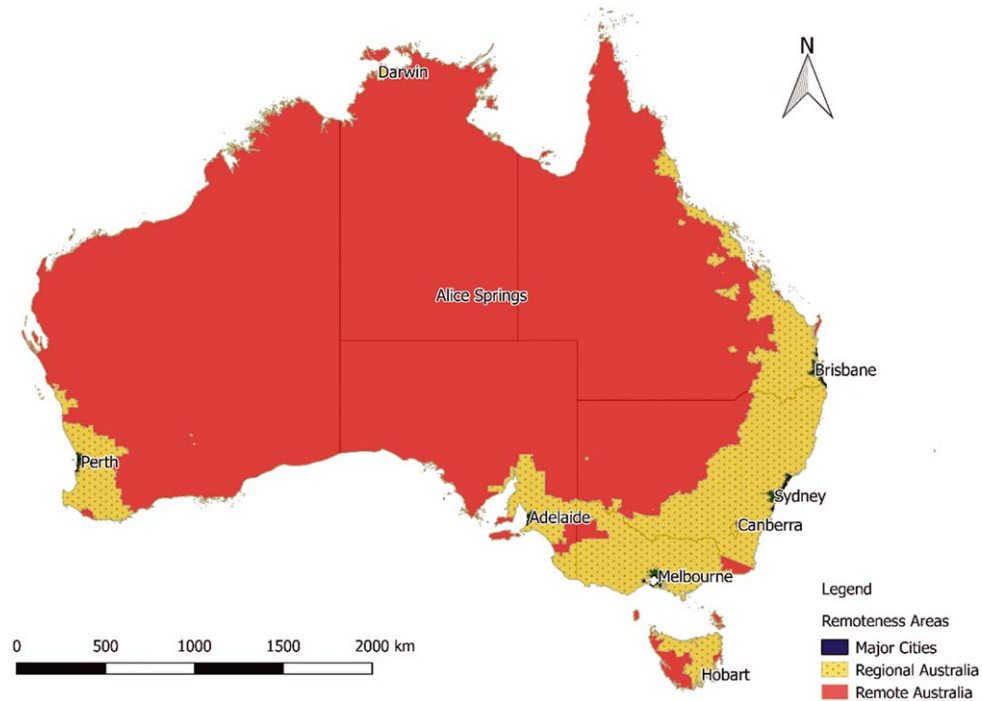 N
Darwin
Alice Springs
Brisbane
Perth
Sydney
Adelaide
Canberra
Melbourne
Hobart
0 500 1000 1500 2000 km
Legend
Remoteness Areas
Major Cities
Regional Australia
Remote Australia